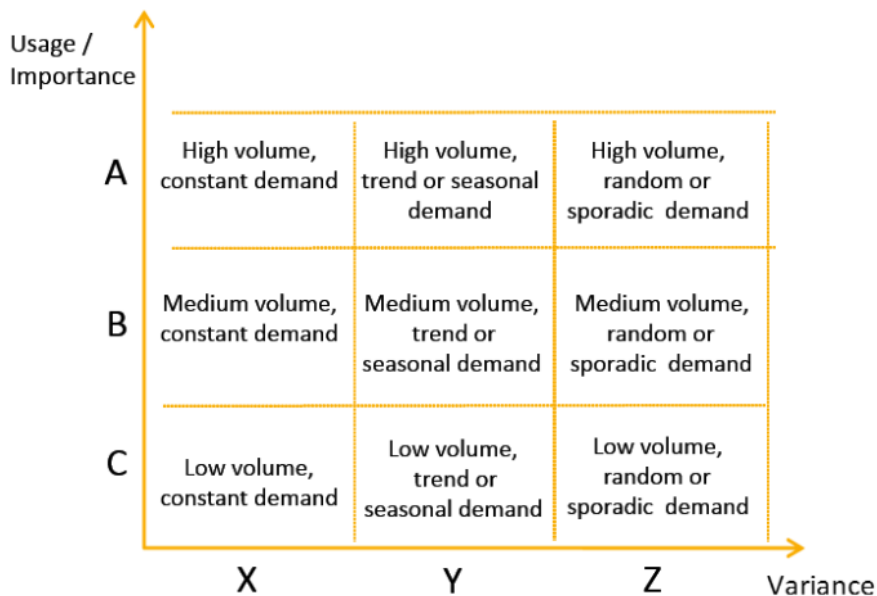 Usage /
Importance
A
High volume,
constant demand
High volume,
trend or seasonal
demand
High volume,
random or
sporadic demand
B
Medium volume,
constant demand
Medium volume,
trend or
seasonal demand
Medium volume,
random or
sporadic demand
C
Low volume,
constant demand
Low volume,
trend or
seasonal demand
Low volume,
random or
sporadic demand
X
Y
Z
Variance